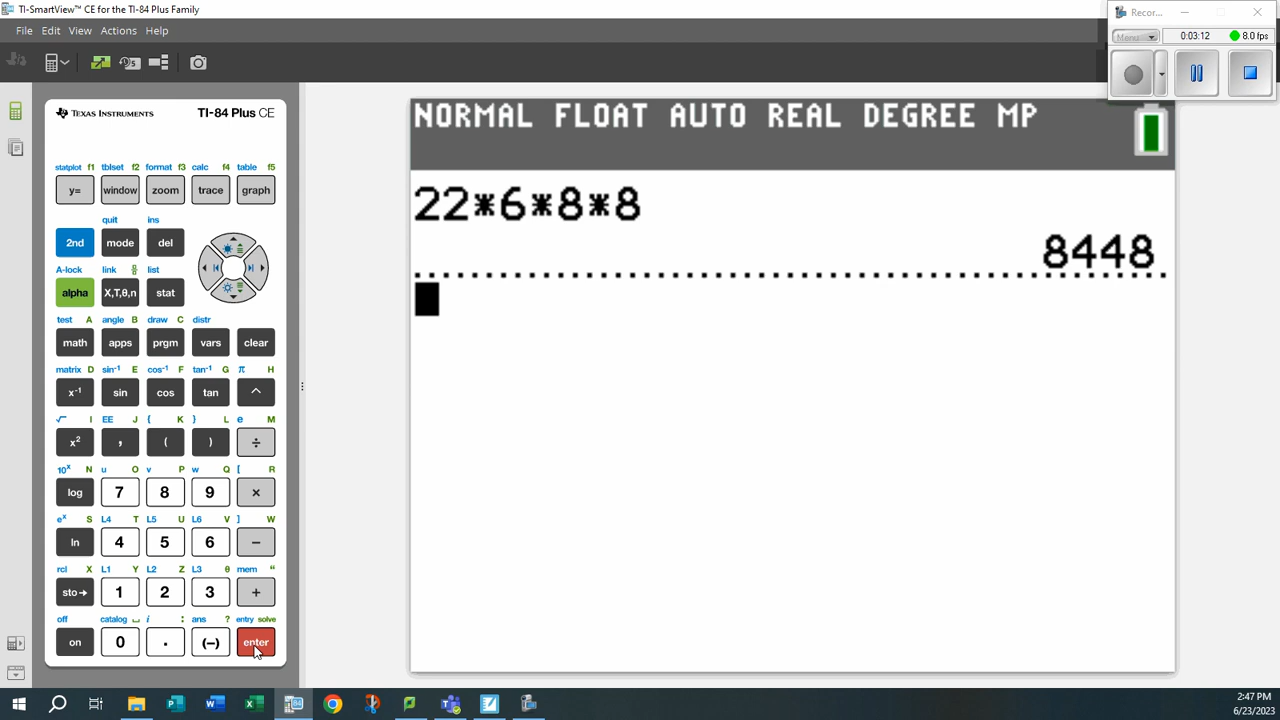 TI-SmartView™ CE for the TI-84 Plus Family
File Edit View Actions Help
Recor...
Menu 00:03:12 8.0 fps
TEXAS INSTRUMENTS TI-84 Plus CE
statplot f1 tblset f2 format f3 calc f4 table f5
y= window zoom trace graph
quit ins
2nd mode del
A-lock link list
alpha X,T,θ,n stat
test A angle B draw C distr
math apps prgm vars clear
matrix D sin⁻¹ E cos⁻¹ F tan⁻¹ G π H
x⁻¹ sin cos tan ^
√ I EE J { K } L e M
x² , ( ) ÷
10ˣ N u O v P w Q [ R
log 7 8 9 ×
eˣ S L4 T L5 U L6 V ] W
ln 4 5 6 −
rcl X L1 Y L2 Z L3 θ mem "
sto→ 1 2 3 +
off catalog ⎵ i : ans ? entry solve
on 0 . (−) enter
NORMAL FLOAT AUTO REAL DEGREE MP
22*6*8*8
8448
2:47 PM
6/23/2023